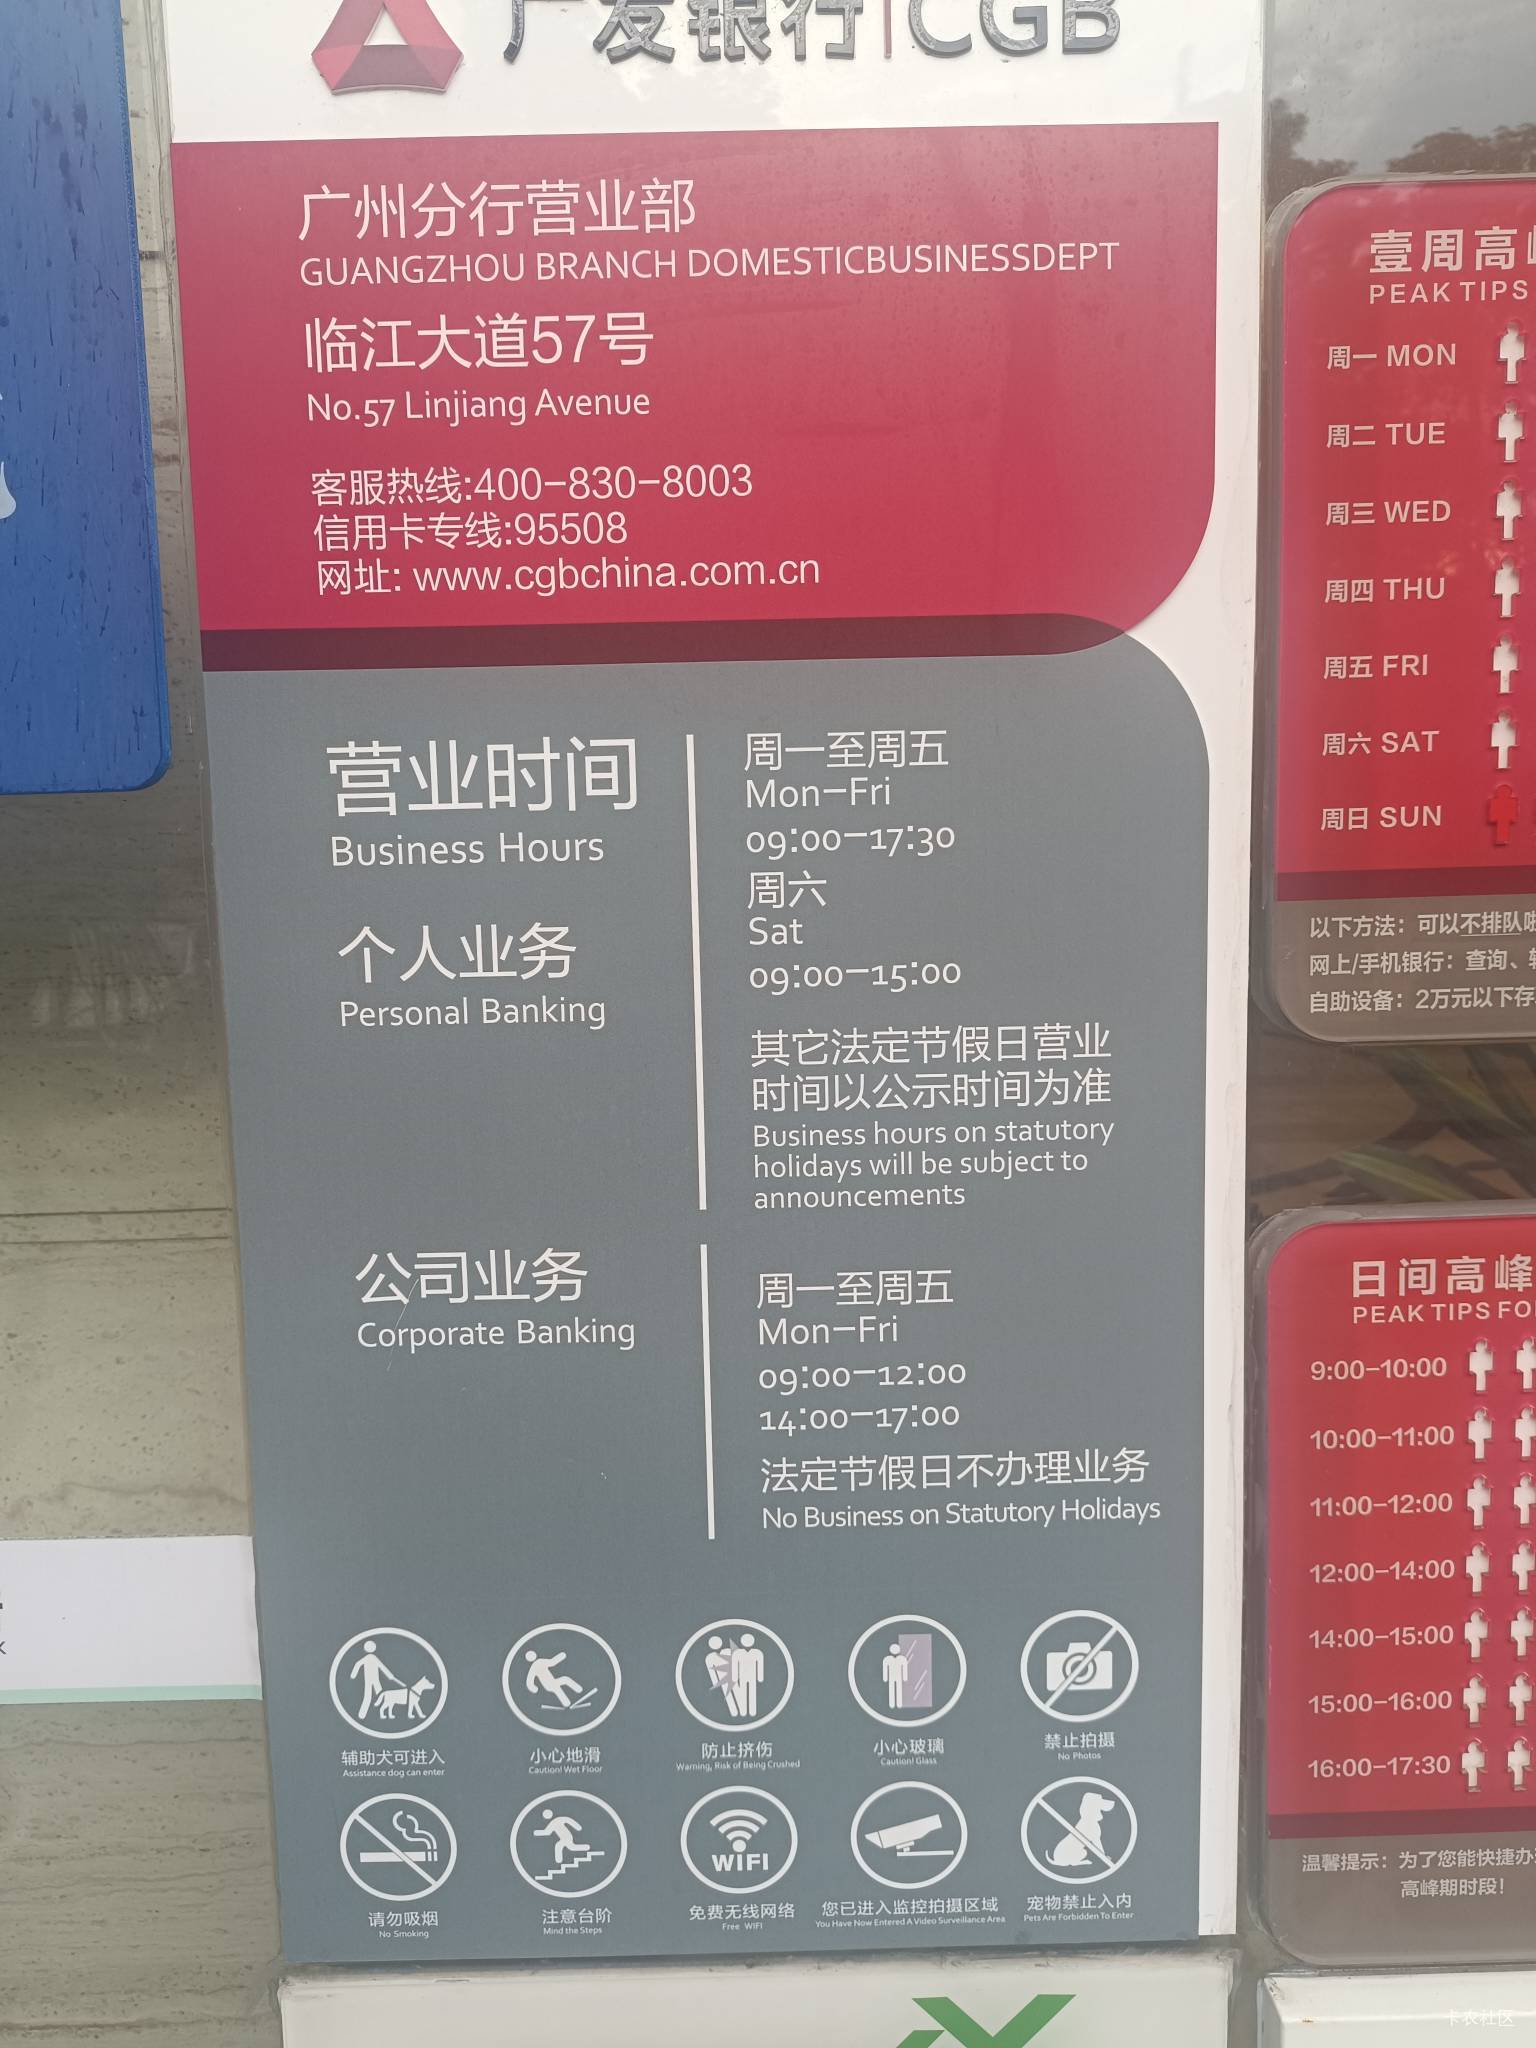 广发银行 CGB
广州分行营业部
GUANGZHOU BRANCH DOMESTICBUSINESSDEPT
临江大道57号
No.57 Linjiang Avenue
客服热线:400-830-8003
信用卡专线:95508
网址: www.cgbchina.com.cn
营业时间
Business Hours
个人业务
Personal Banking
周一至周五
Mon-Fri
09:00-17:30
周六
Sat
09:00-15:00
其它法定节假日营业
时间以公示时间为准
Business hours on statutory
holidays will be subject to
announcements
公司业务
Corporate Banking
周一至周五
Mon-Fri
09:00-12:00
14:00-17:00
法定节假日不办理业务
No Business on Statutory Holidays
辅助犬可进入
Assistance dog can enter
小心地滑
Caution! Wet Floor
防止挤伤
Warning, Risk of Being Crushed
小心玻璃
Caution! Glass
禁止拍摄
No Photos
请勿吸烟
No Smoking
注意台阶
Mind the Steps
WIFI
免费无线网络
Free WIFI
您已进入监控拍摄区域
You Have Now Entered A Video Surveillance Area
宠物禁止入内
Pets Are Forbidden To Enter
壹周高
PEAK TIPS
周一 MON
周二 TUE
周三 WED
周四 THU
周五 FRI
周六 SAT
周日 SUN
以下方法：可以不排队
网上/手机银行：查询、
自助设备：2万元以下存
日间高峰
PEAK TIPS FO
9:00-10:00
10:00-11:00
11:00-12:00
12:00-14:00
14:00-15:00
15:00-16:00
16:00-17:30
温馨提示：为了您能快捷办
高峰期时段！
卡农社区